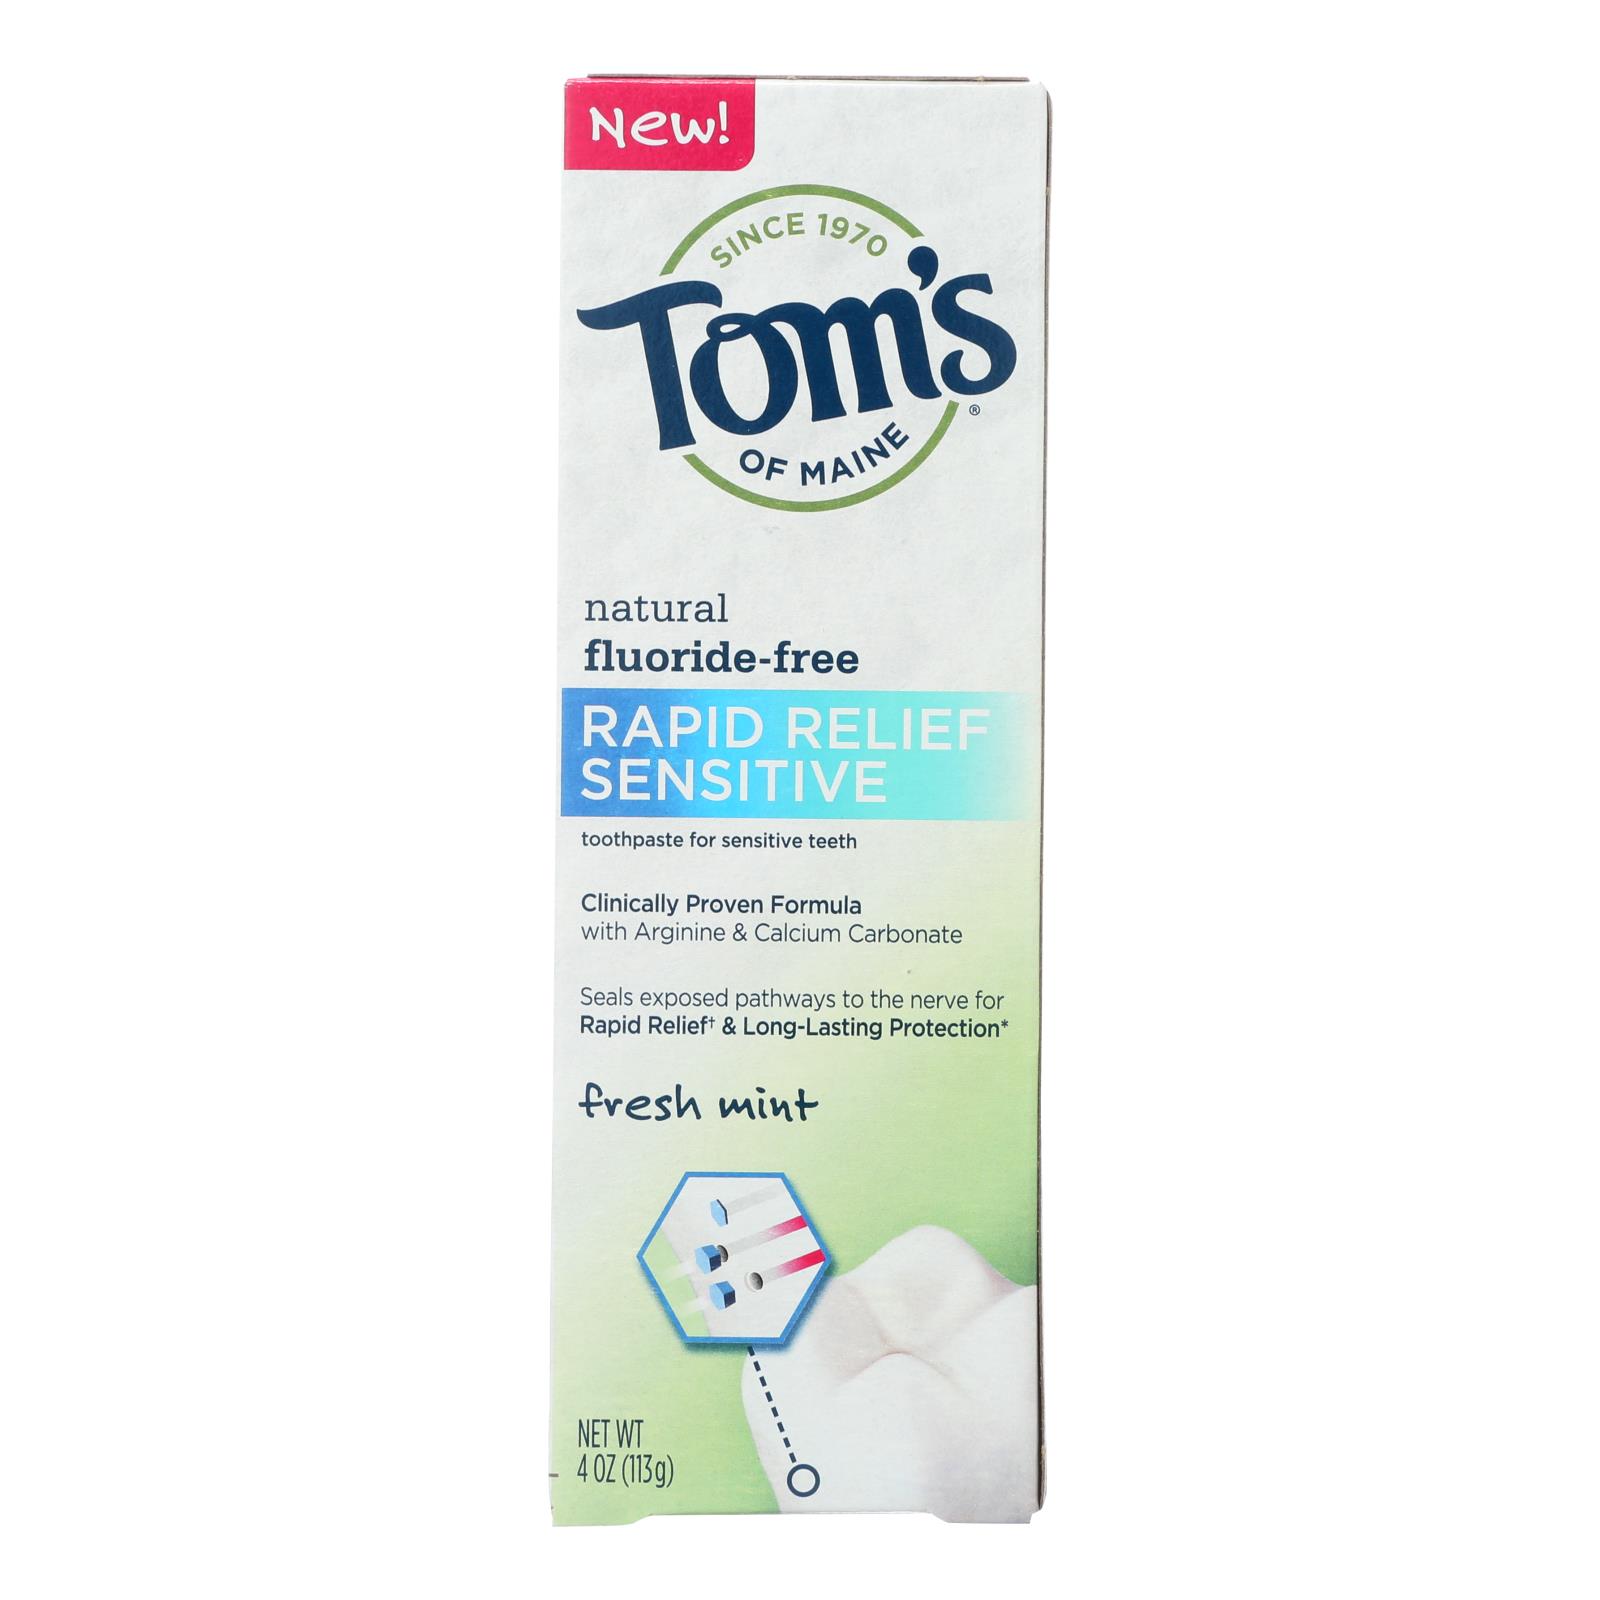 New!
SINCE 1970
Tom's
®
OF MAINE
natural
fluoride-free
RAPID RELIEF
SENSITIVE
toothpaste for sensitive teeth
Clinically Proven Formula
with Arginine & Calcium Carbonate
Seals exposed pathways to the nerve for
Rapid Relief† & Long-Lasting Protection*
fresh mint
NET WT
4 OZ (113g)